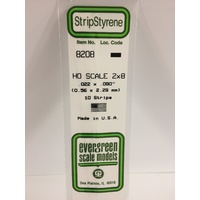 StripStyrene
Item No. Loc. Code
8208
HO SCALE 2x8
.022 x .090"
(0.56 x 2.29 mm)
10 Strips
Made in U.S.A.
evergreen
scale models
Des Plaines, IL 60018